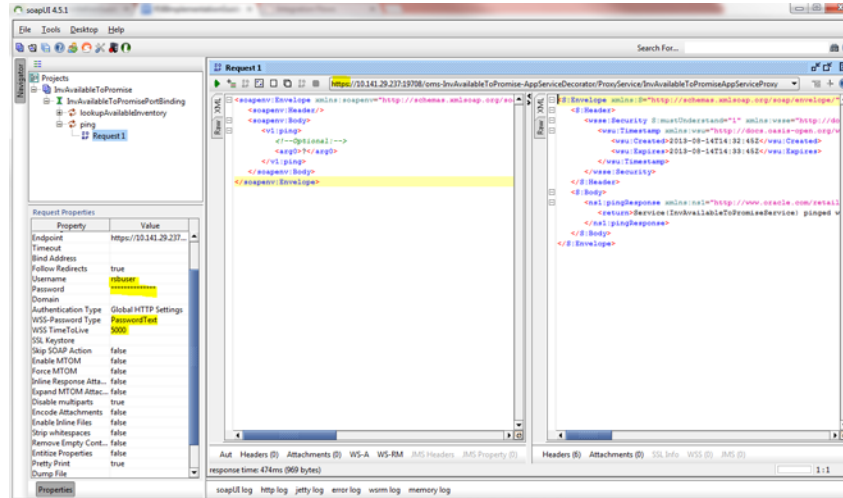 soapUI 4.5.1
File Tools Desktop Help
Search For...
Navigator
Projects
InvAvailableToPromise
InvAvailableToPromisePortBinding
lookupAvailableInventory
ping
Request 1
Request Properties
Property Value
Endpoint https://10.141.29.237...
Timeout
Bind Address
Follow Redirects true
Username rsbuser
Password **************
Domain
Authentication Type Global HTTP Settings
WSS-Password Type PasswordText
WSS TimeToLive 5000
SSL Keystore
Skip SOAP Action false
Enable MTOM false
Force MTOM false
Inline Response Atta... false
Expand MTOM Attac... false
Disable multiparts true
Encode Attachments false
Enable Inline Files false
Strip whitespaces false
Remove Empty Cont... false
Entitize Properties false
Pretty Print true
Dump File
Properties
Request 1
https://10.141.29.237:19708/oms-InvAvailableToPromise-AppServiceDecorator/ProxyService/InvAvailableToPromiseAppServiceProxy
XML
Raw
<soapenv:Envelope xmlns:soapenv="http://schemas.xmlsoap.org/so
<soapenv:Header/>
<soapenv:Body>
<v1:ping>
<!--Optional:-->
<arg0>?</arg0>
</v1:ping>
</soapenv:Body>
</soapenv:Envelope>
Aut Headers (0) Attachments (0) WS-A WS-RM JMS Headers JMS Property (0)
XML
Raw
<S:Envelope xmlns:S="http://schemas.xmlsoap.org/soap/envelope/"
<S:Header>
<wsse:Security S:mustUnderstand="1" xmlns:wsse="http://do
<wsu:Timestamp xmlns:wsu="http://docs.oasis-open.org/w
<wsu:Created>2013-08-14T14:32:45Z</wsu:Created>
<wsu:Expires>2013-08-14T14:33:45Z</wsu:Expires>
</wsu:Timestamp>
</wsse:Security>
</S:Header>
<S:Body>
<ns1:pingResponse xmlns:ns1="http://www.oracle.com/retail
<return>Service(InvAvailableToPromiseService) pinged w
</ns1:pingResponse>
</S:Body>
</S:Envelope>
Headers (6) Attachments (0) SSL Info WSS (0) JMS (0)
response time: 474ms (969 bytes)
1 : 1
soapUI log http log jetty log error log wsrm log memory log